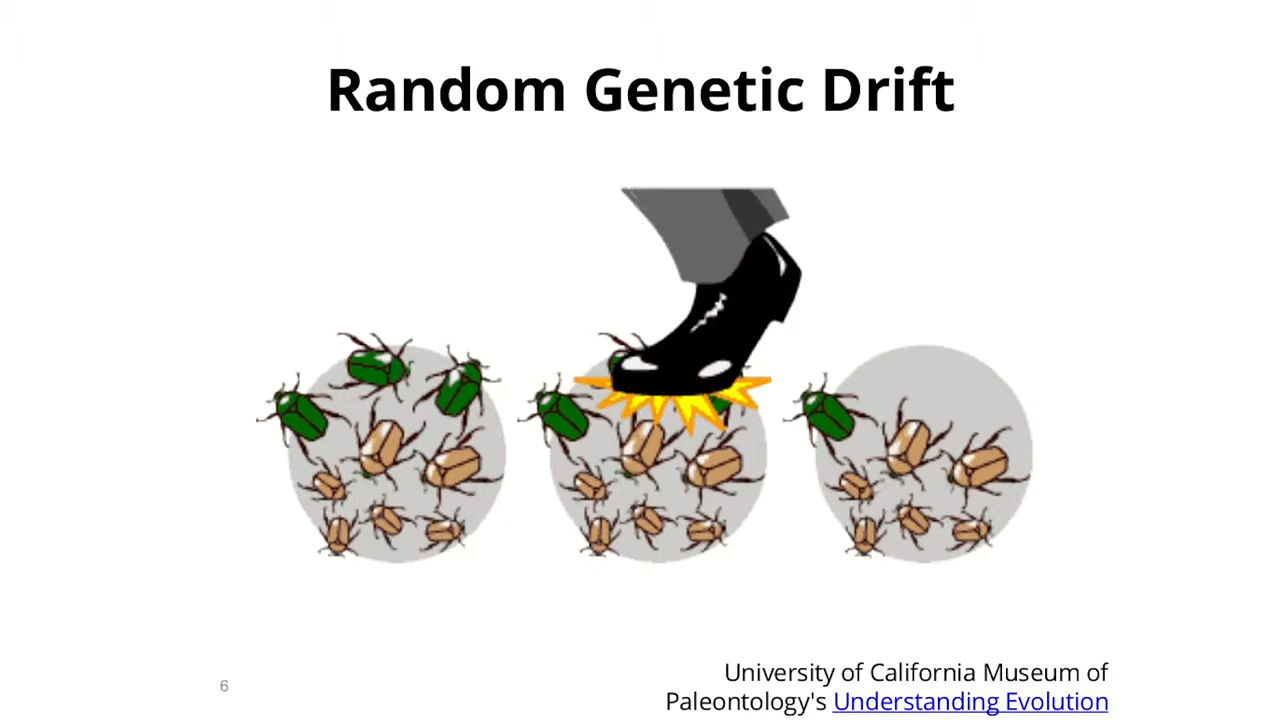 Random Genetic Drift
6
University of California Museum of
Paleontology's Understanding Evolution